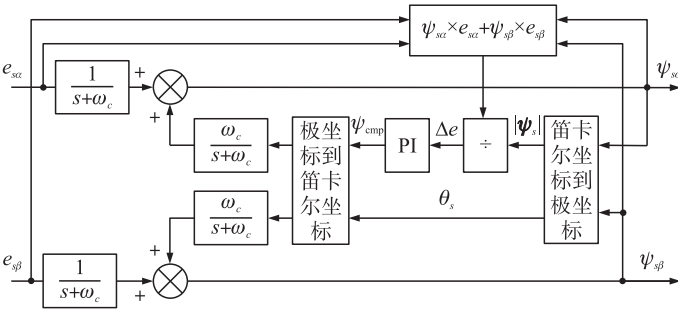 ψsα×esα+ψsβ×esβ
esα
1
s+ωc
+
+
ψsα
ωc
s+ωc
极坐
标到
笛卡
尔坐
标
ψcmp
PI
Δe
÷
|ψs|
笛卡
尔坐
标到
极坐
标
ωc
s+ωc
θs
+
esβ
1
s+ωc
+
ψsβ